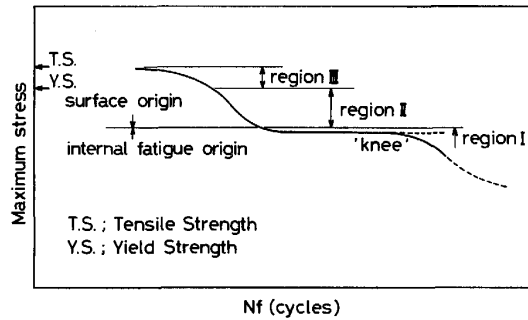 T.S.
Y.S.
region III
surface origin
region II
internal fatigue origin
'knee'
region I
T.S. ; Tensile Strength
Y.S. ; Yield Strength
Maximum stress
Nf (cycles)